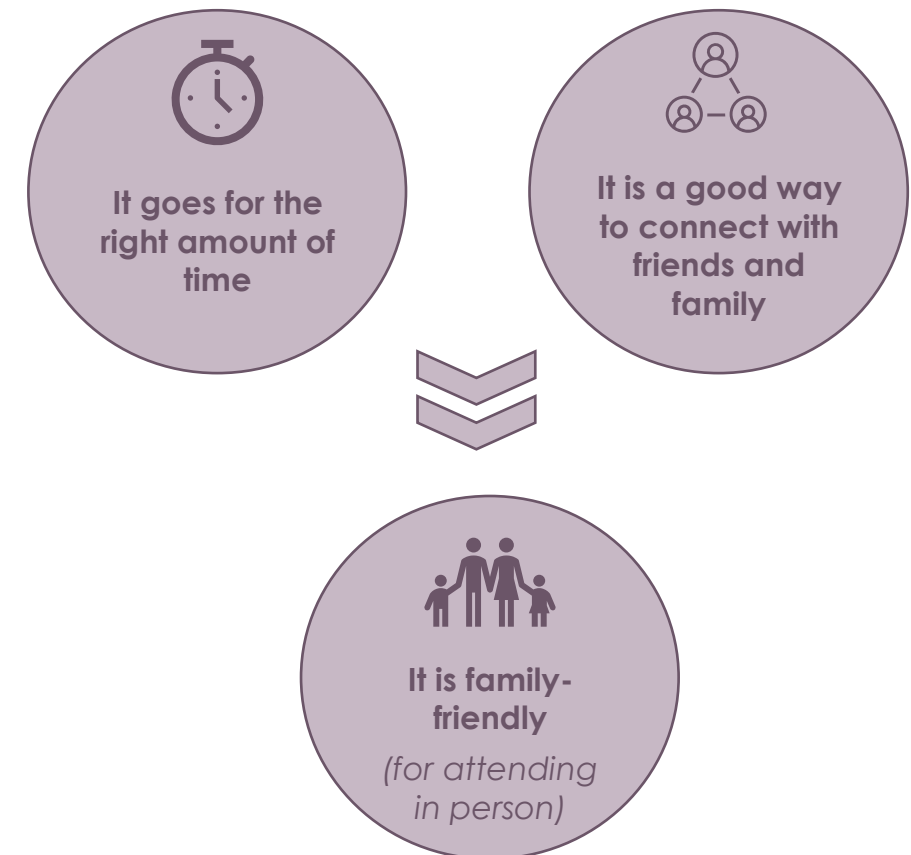 It goes for the
right amount of
time
It is a good way
to connect with
friends and
family
It is family-
friendly
(for attending
in person)